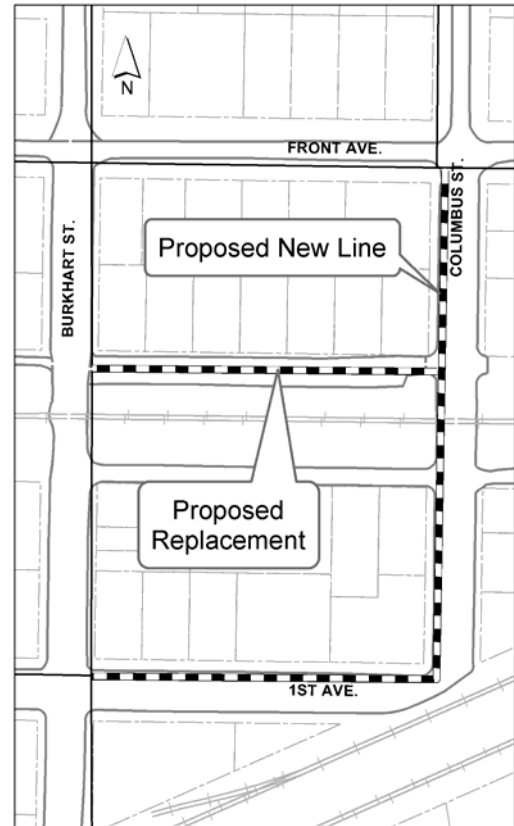 N
FRONT AVE.
COLUMBUS ST.
BURKHART ST.
Proposed New Line
Proposed
Replacement
1ST AVE.